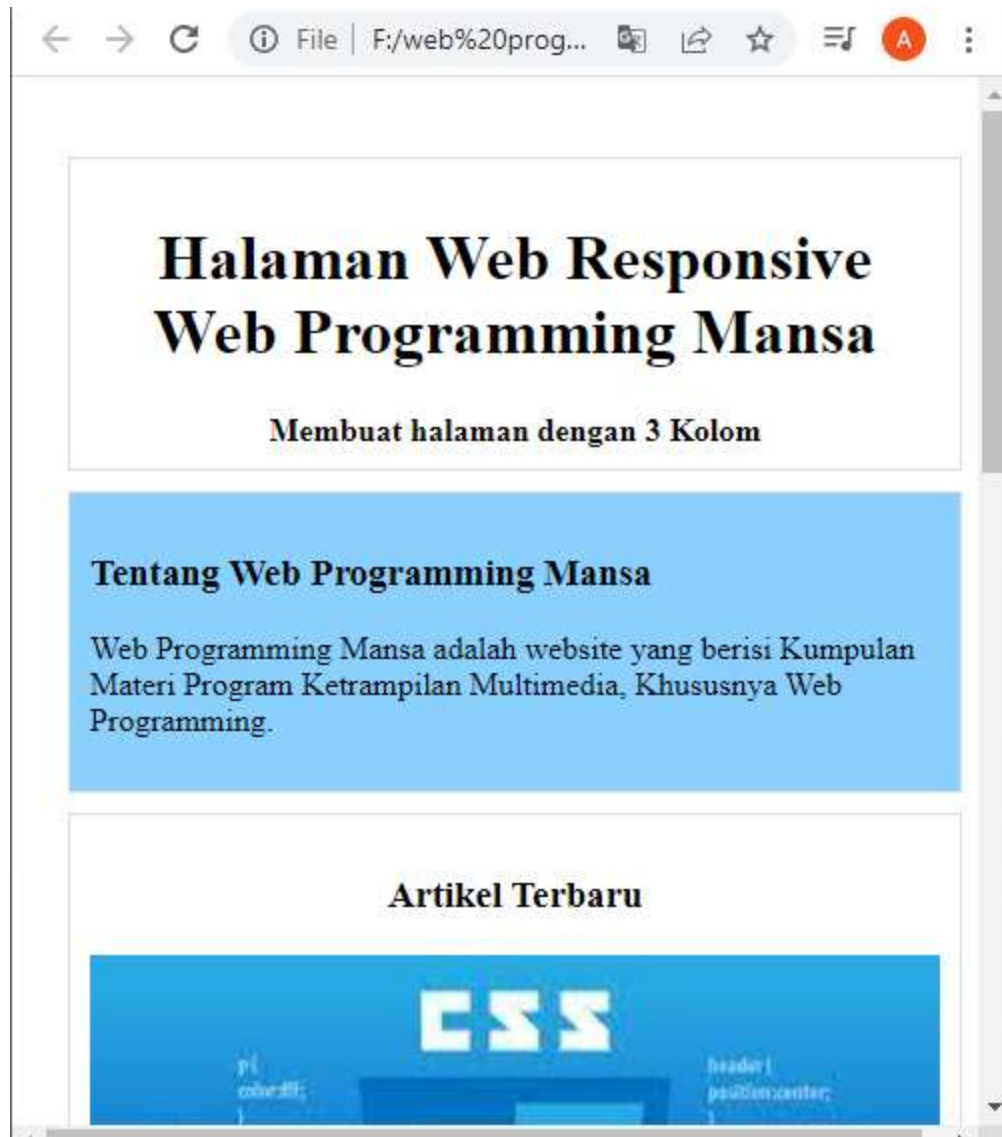 File F:/web%20prog... A
Halaman Web Responsive
Web Programming Mansa
Membuat halaman dengan 3 Kolom
Tentang Web Programming Mansa
Web Programming Mansa adalah website yang berisi Kumpulan
Materi Program Ketrampilan Multimedia, Khususnya Web
Programming.
Artikel Terbaru
CSS
p{
header{
color:fff;
position:center;
}
}